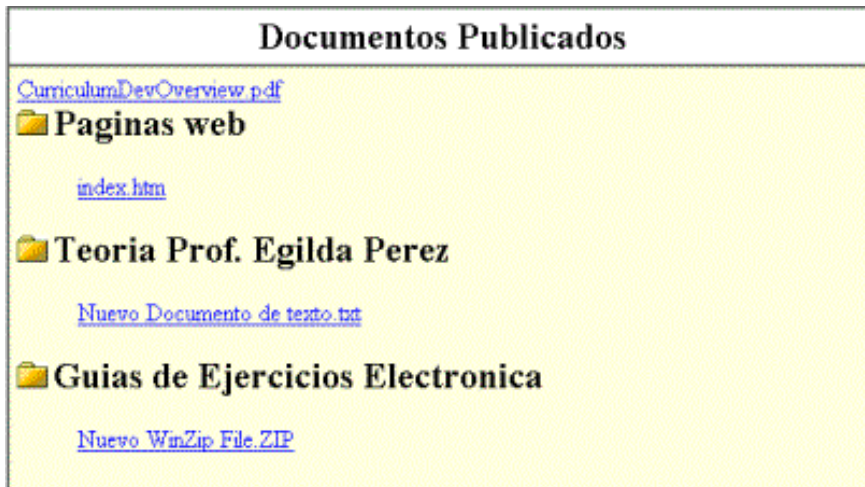 Documentos Publicados
CurriculumDevOverview.pdf
Paginas web
index.htm
Teoria Prof. Egilda Perez
Nuevo Documento de texto.txt
Guias de Ejercicios Electronica
Nuevo WinZip File.ZIP